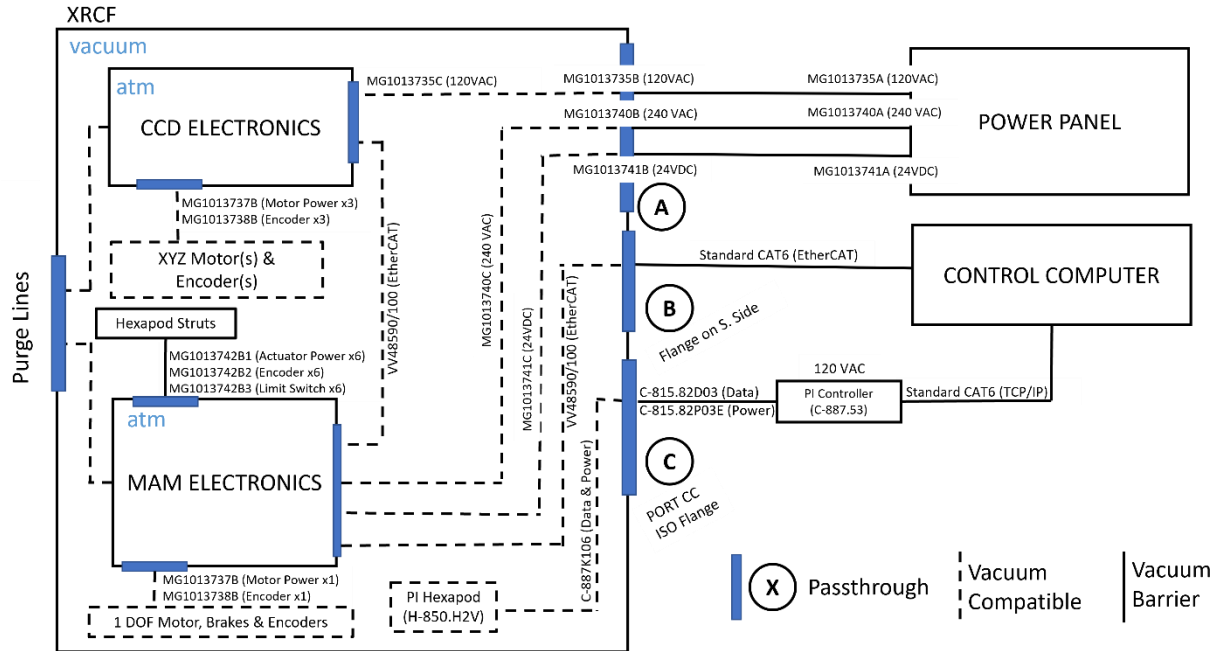 XRCF
vacuum
atm
CCD ELECTRONICS
MG1013735C (120VAC)
MG1013735B (120VAC)
MG1013735A (120VAC)
MG1013740B (240 VAC)
MG1013740A (240 VAC)
MG1013741B (24VDC)
MG1013741A (24VDC)
POWER PANEL
A
MG1013737B (Motor Power x3)
MG1013738B (Encoder x3)
XYZ Motor(s) &
Encoder(s)
Purge Lines
Hexapod Struts
MG1013742B1 (Actuator Power x6)
MG1013742B2 (Encoder x6)
MG1013742B3 (Limit Switch x6)
VV48590/100 (EtherCAT)
MG1013740C (240 VAC)
MG1013741C (24VDC)
VV48590/100 (EtherCAT)
Standard CAT6 (EtherCAT)
CONTROL COMPUTER
B
Flange on S. Side
atm
MAM ELECTRONICS
120 VAC
C-815.82D03 (Data)
C-815.82P03E (Power)
PI Controller
(C-887.53)
Standard CAT6 (TCP/IP)
C
PORT CC
ISO Flange
C-887K106 (Data & Power)
MG1013737B (Motor Power x1)
MG1013738B (Encoder x1)
1 DOF Motor, Brakes & Encoders
PI Hexapod
(H-850.H2V)
X
Passthrough
Vacuum
Compatible
Vacuum
Barrier